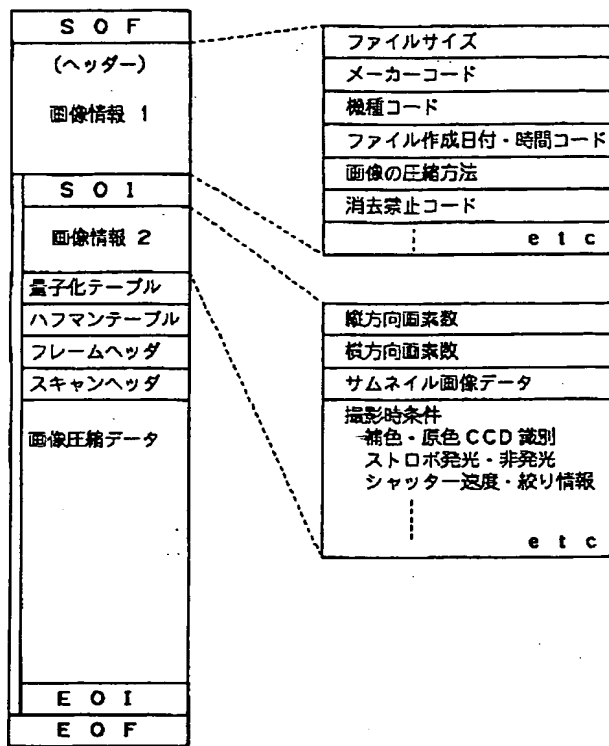 SOF
(ヘッダー)
画像情報 1
SOI
画像情報 2
量子化テーブル
ハフマンテーブル
フレームヘッダ
スキャンヘッダ
画像圧縮データ
EOI
EOF
ファイルサイズ
メーカーコード
機種コード
ファイル作成日付・時間コード
画像の圧縮方法
消去禁止コード
etc
縦方向画素数
横方向画素数
サムネイル画像データ
撮影時条件
補色・原色CCD識別
ストロボ発光・非発光
シャッター速度・絞り情報
etc